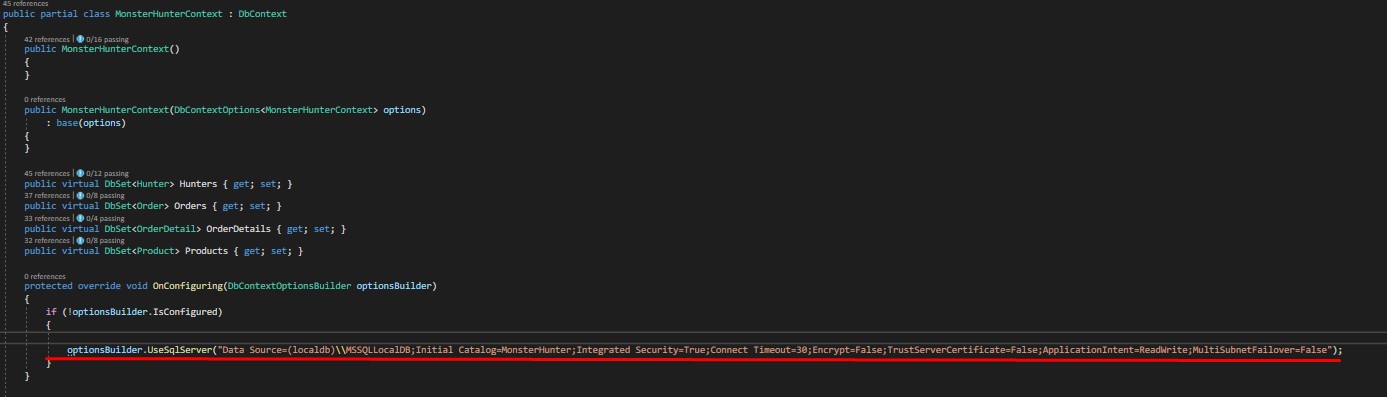 45 references
public partial class MonsterHunterContext : DbContext
{
42 references | 0/16 passing
public MonsterHunterContext()
{
}
0 references
public MonsterHunterContext(DbContextOptions<MonsterHunterContext> options)
: base(options)
{
}
45 references | 0/12 passing
public virtual DbSet<Hunter> Hunters { get; set; }
37 references | 0/8 passing
public virtual DbSet<Order> Orders { get; set; }
33 references | 0/4 passing
public virtual DbSet<OrderDetail> OrderDetails { get; set; }
32 references | 0/8 passing
public virtual DbSet<Product> Products { get; set; }
0 references
protected override void OnConfiguring(DbContextOptionsBuilder optionsBuilder)
{
if (!optionsBuilder.IsConfigured)
{
optionsBuilder.UseSqlServer("Data Source=(localdb)\\MSSQLLocalDB;Initial Catalog=MonsterHunter;Integrated Security=True;Connect Timeout=30;Encrypt=False;TrustServerCertificate=False;ApplicationIntent=ReadWrite;MultiSubnetFailover=False");
}
}